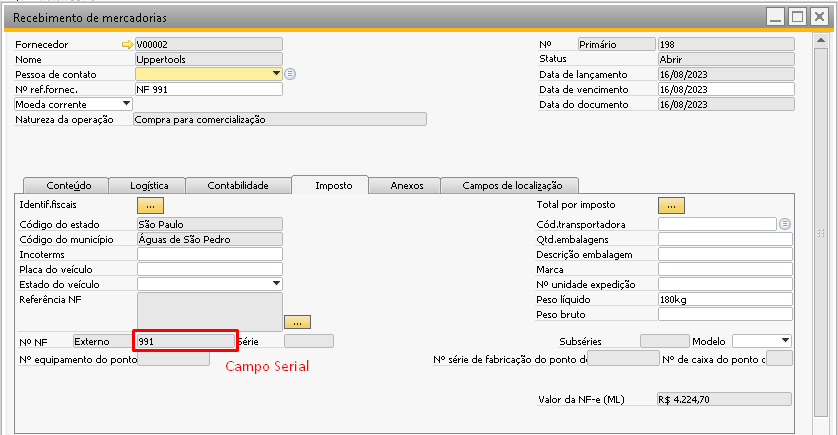 Recebimento de mercadorias
Fornecedor V00002 Nº Primário 198
Nome Uppertools Status Abrir
Pessoa de contato Data de lançamento 16/08/2023
Nº ref.fornec. NF 991 Data de vencimento 16/08/2023
Moeda corrente Data do documento 16/08/2023
Natureza da operação Compra para comercialização
Conteúdo Logística Contabilidade Imposto Anexos Campos de localização
Identif.fiscais ... Total por imposto ...
Código do estado São Paulo Cód.transportadora
Código do município Águas de São Pedro Qtd.embalagens
Incoterms Descrição embalagem
Placa do veículo Marca
Estado do veículo Nº unidade expedição
Referência NF Peso líquido 180kg
... Peso bruto
Nº NF Externo 991 Série Subséries Modelo
Nº equipamento do ponto Nº série de fabricação do ponto d Nº de caixa do ponto
Campo Serial
Valor da NF-e (ML) R$ 4.224,70